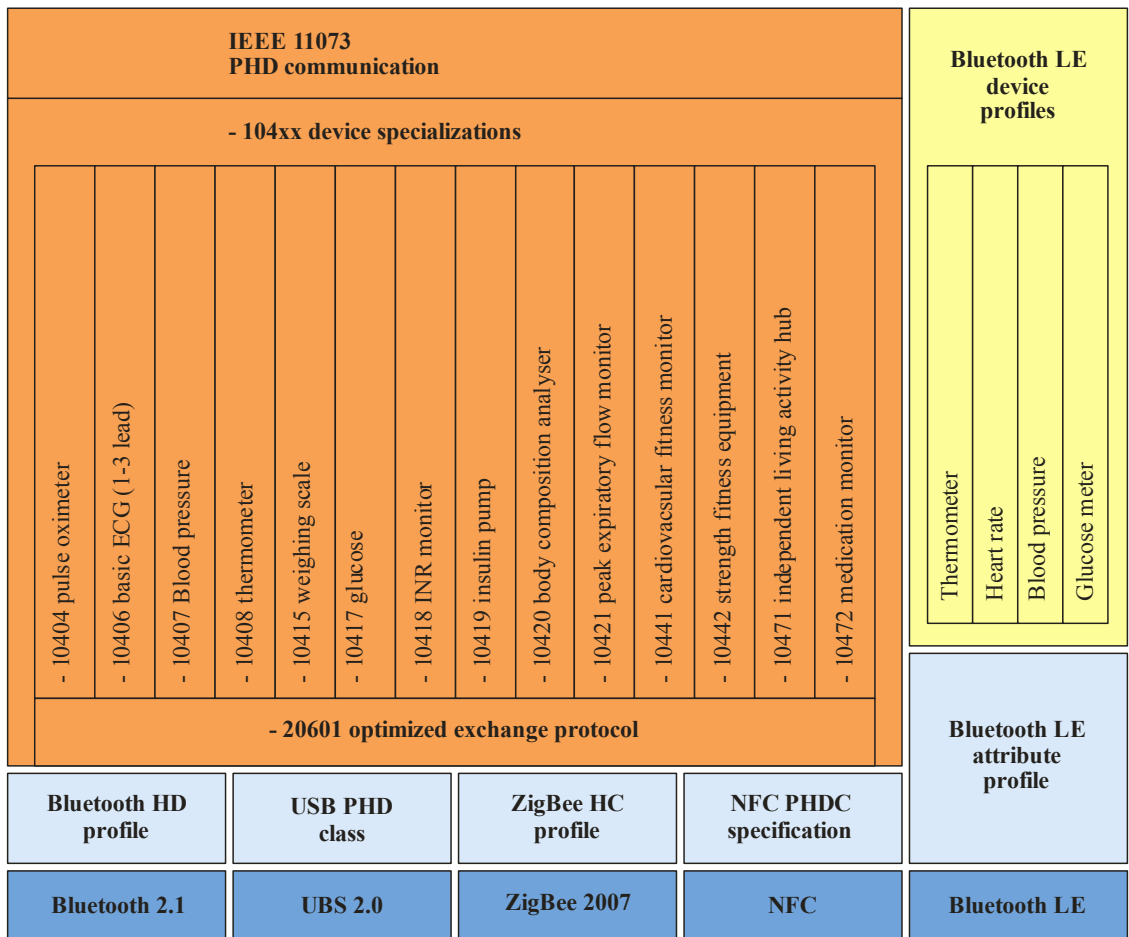 IEEE 11073
PHD communication
- 104xx device specializations
- 10404 pulse oximeter
- 10406 basic ECG (1-3 lead)
- 10407 Blood pressure
- 10408 thermometer
- 10415 weighing scale
- 10417 glucose
- 10418 INR monitor
- 10419 insulin pump
- 10420 body composition analyser
- 10421 peak expiratory flow monitor
- 10441 cardiovacsular fitness monitor
- 10442 strength fitness equipment
- 10471 independent living activity hub
- 10472 medication monitor
- 20601 optimized exchange protocol
Bluetooth LE
device
profiles
Thermometer
Heart rate
Blood pressure
Glucose meter
Bluetooth HD
profile
USB PHD
class
ZigBee HC
profile
NFC PHDC
specification
Bluetooth LE
attribute
profile
Bluetooth 2.1
UBS 2.0
ZigBee 2007
NFC
Bluetooth LE